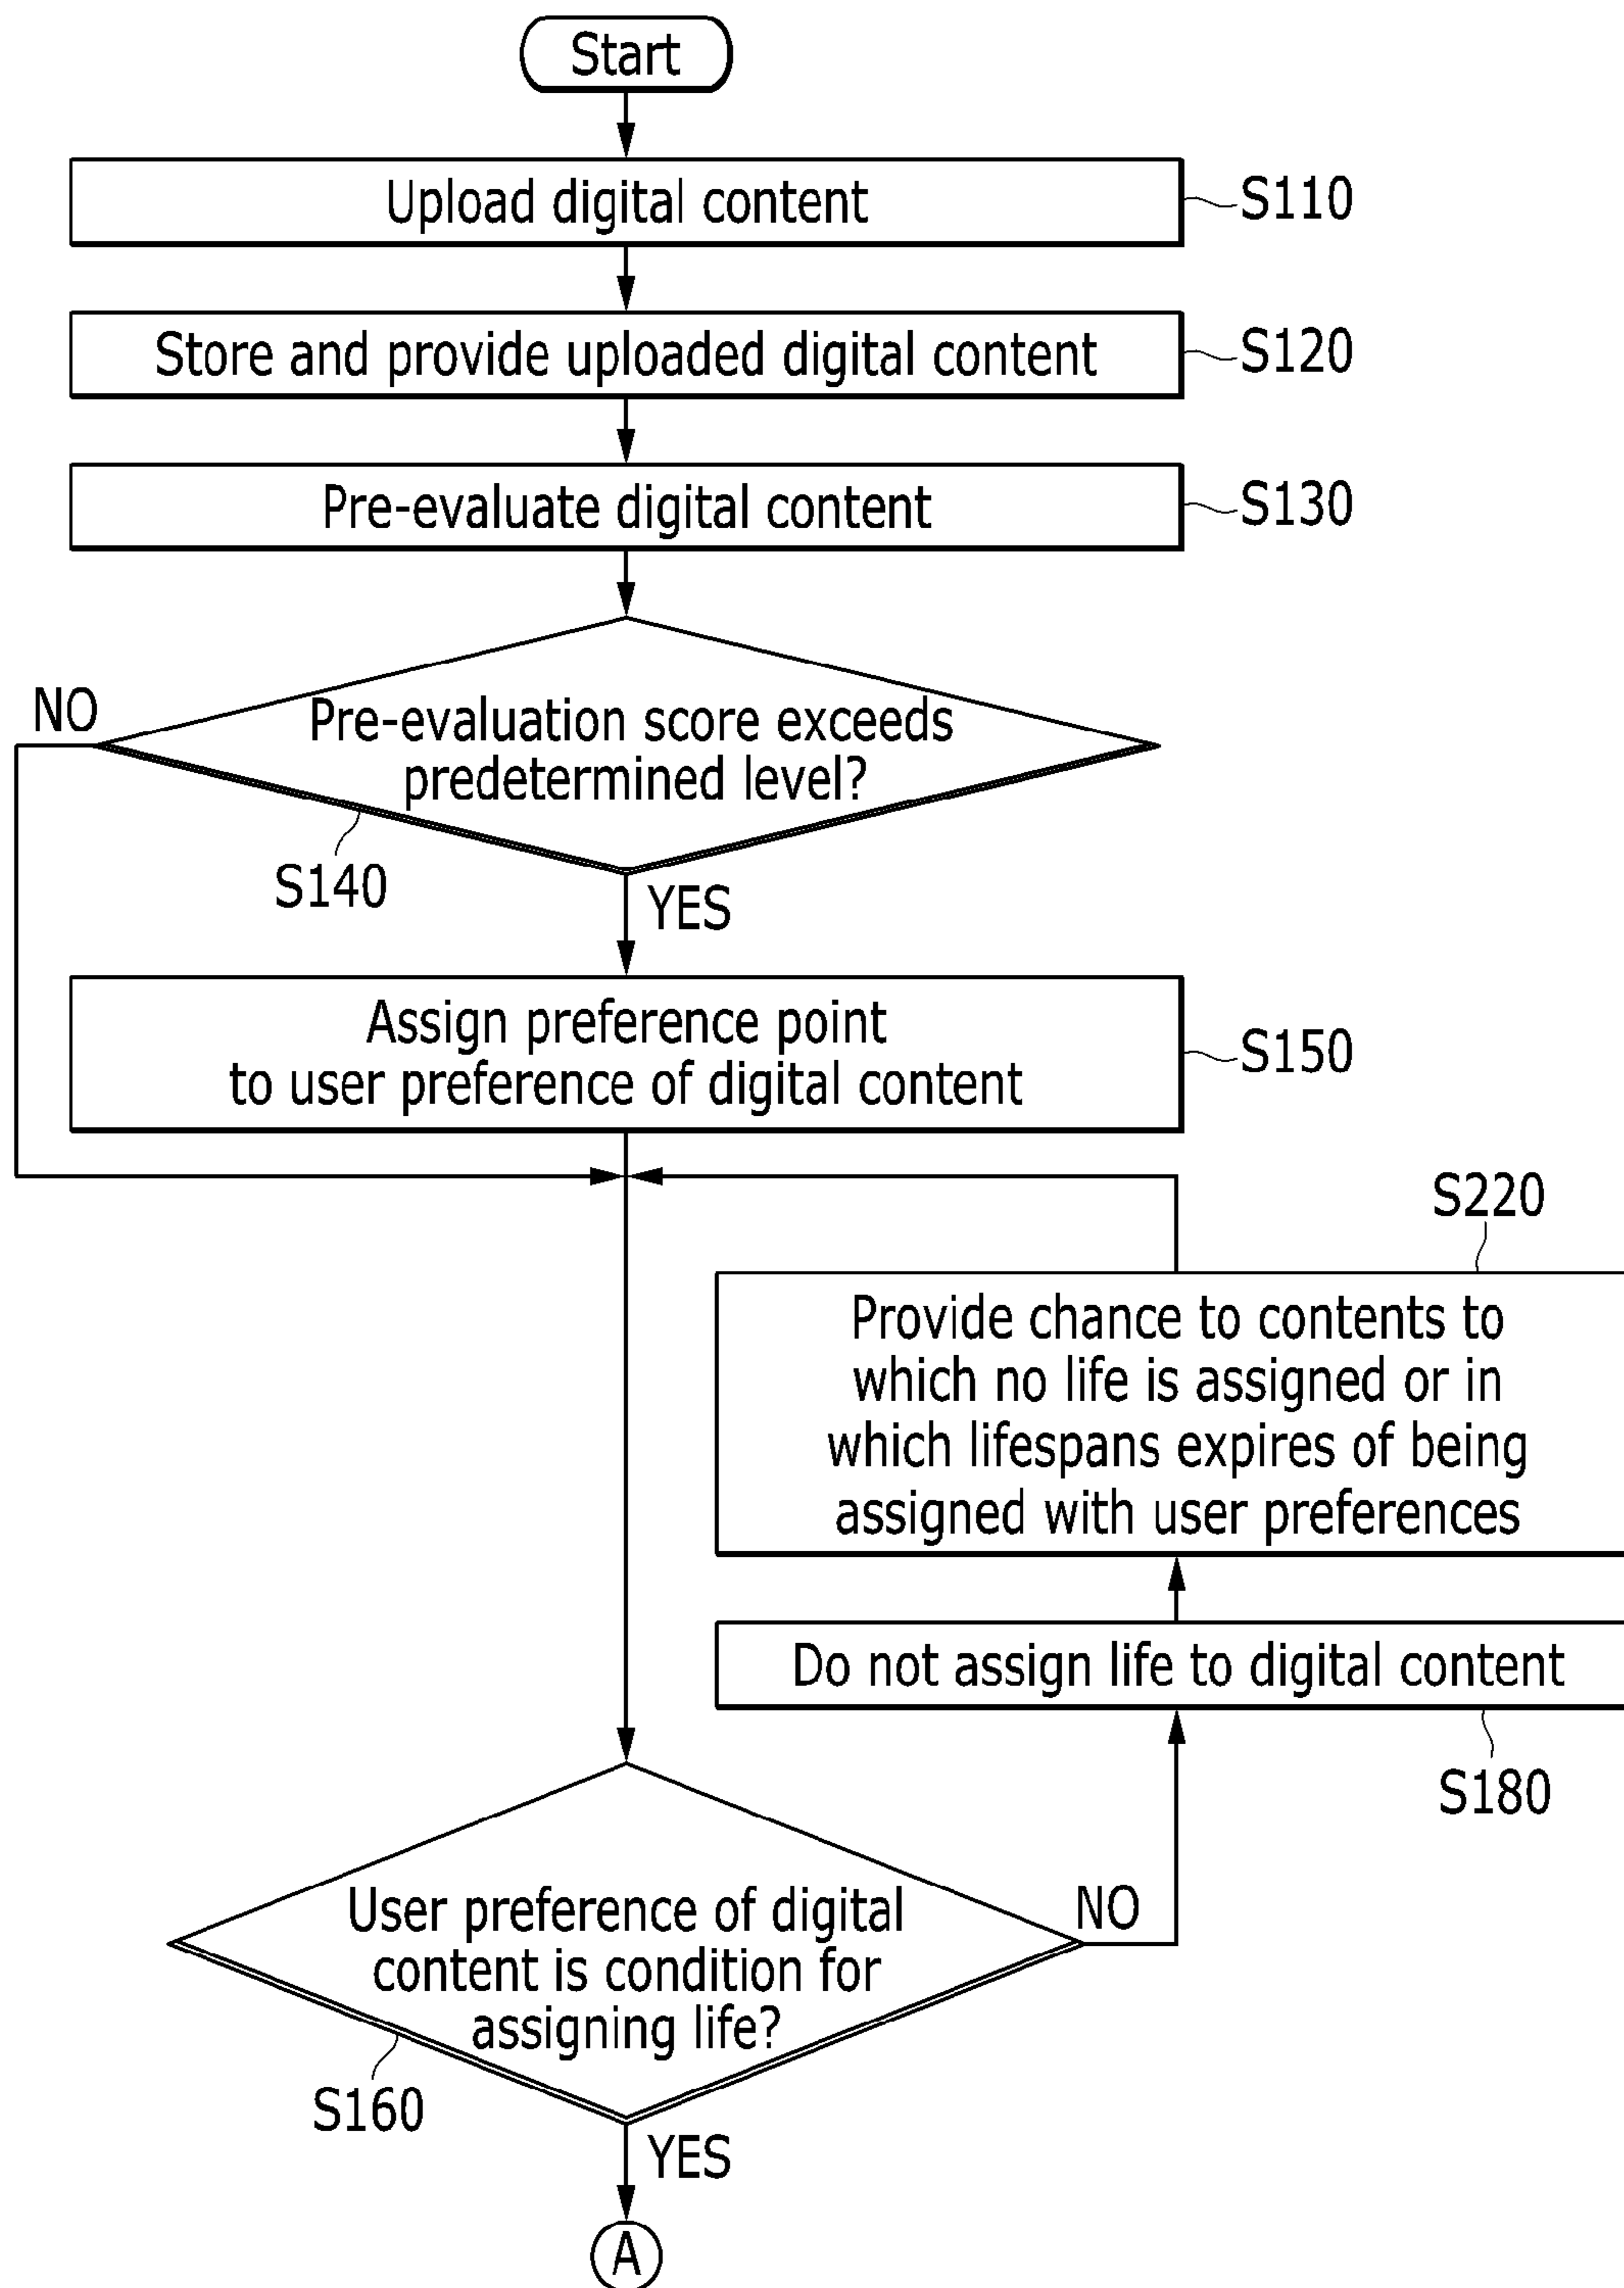 Start
Upload digital content
S110
Store and provide uploaded digital content
S120
Pre-evaluate digital content
S130
NO
Pre-evaluation score exceeds
predetermined level?
S140
YES
Assign preference point
to user preference of digital content
S150
S220
Provide chance to contents to
which no life is assigned or in
which lifespans expires of being
assigned with user preferences
Do not assign life to digital content
S180
User preference of digital
content is condition for
assigning life?
NO
S160
YES
A